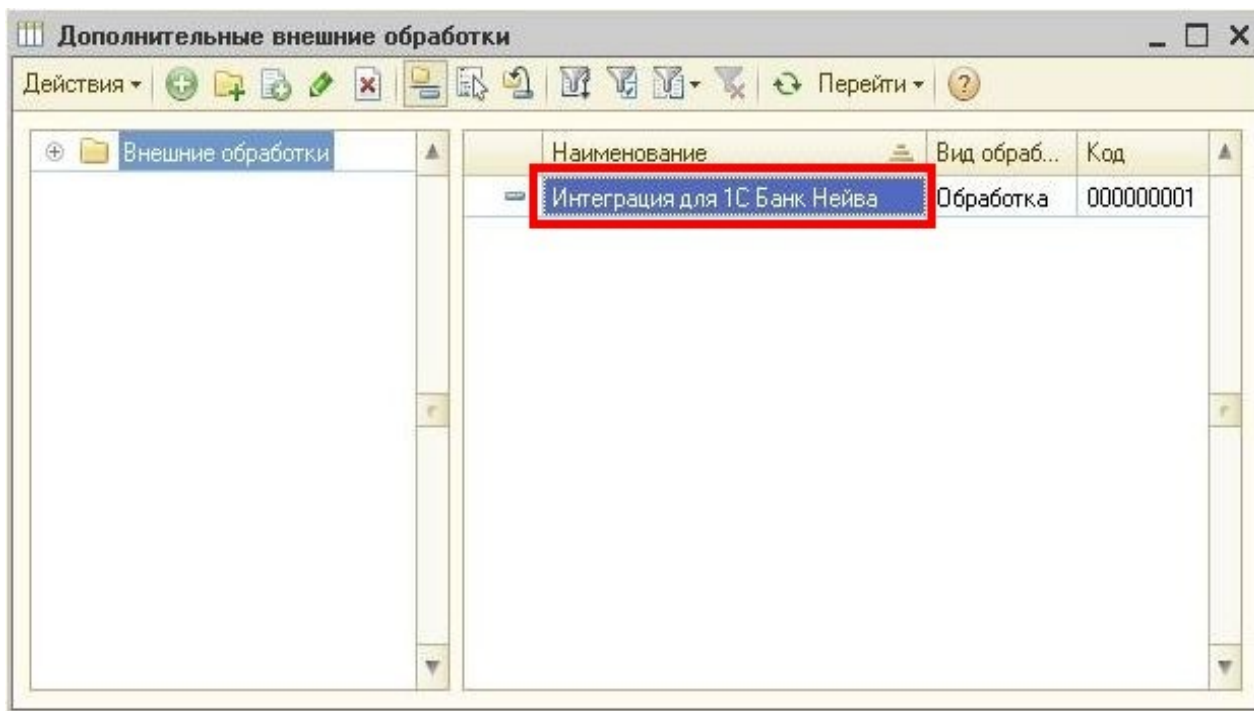 Дополнительные внешние обработки
Действия Перейти ?
Внешние обработки
Наименование Вид обраб... Код
Интеграция для 1С Банк Нейва Обработка 000000001